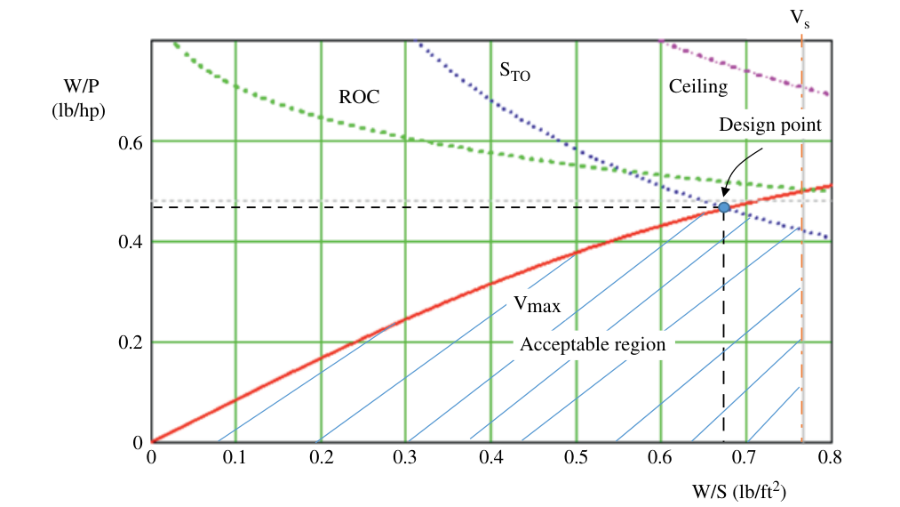 Vs
W/P
(lb/hp)
STO
ROC
Ceiling
Design point
0.6
0.4
Vmax
Acceptable region
0.2
0
0 0.1 0.2 0.3 0.4 0.5 0.6 0.7 0.8
W/S (lb/ft²)